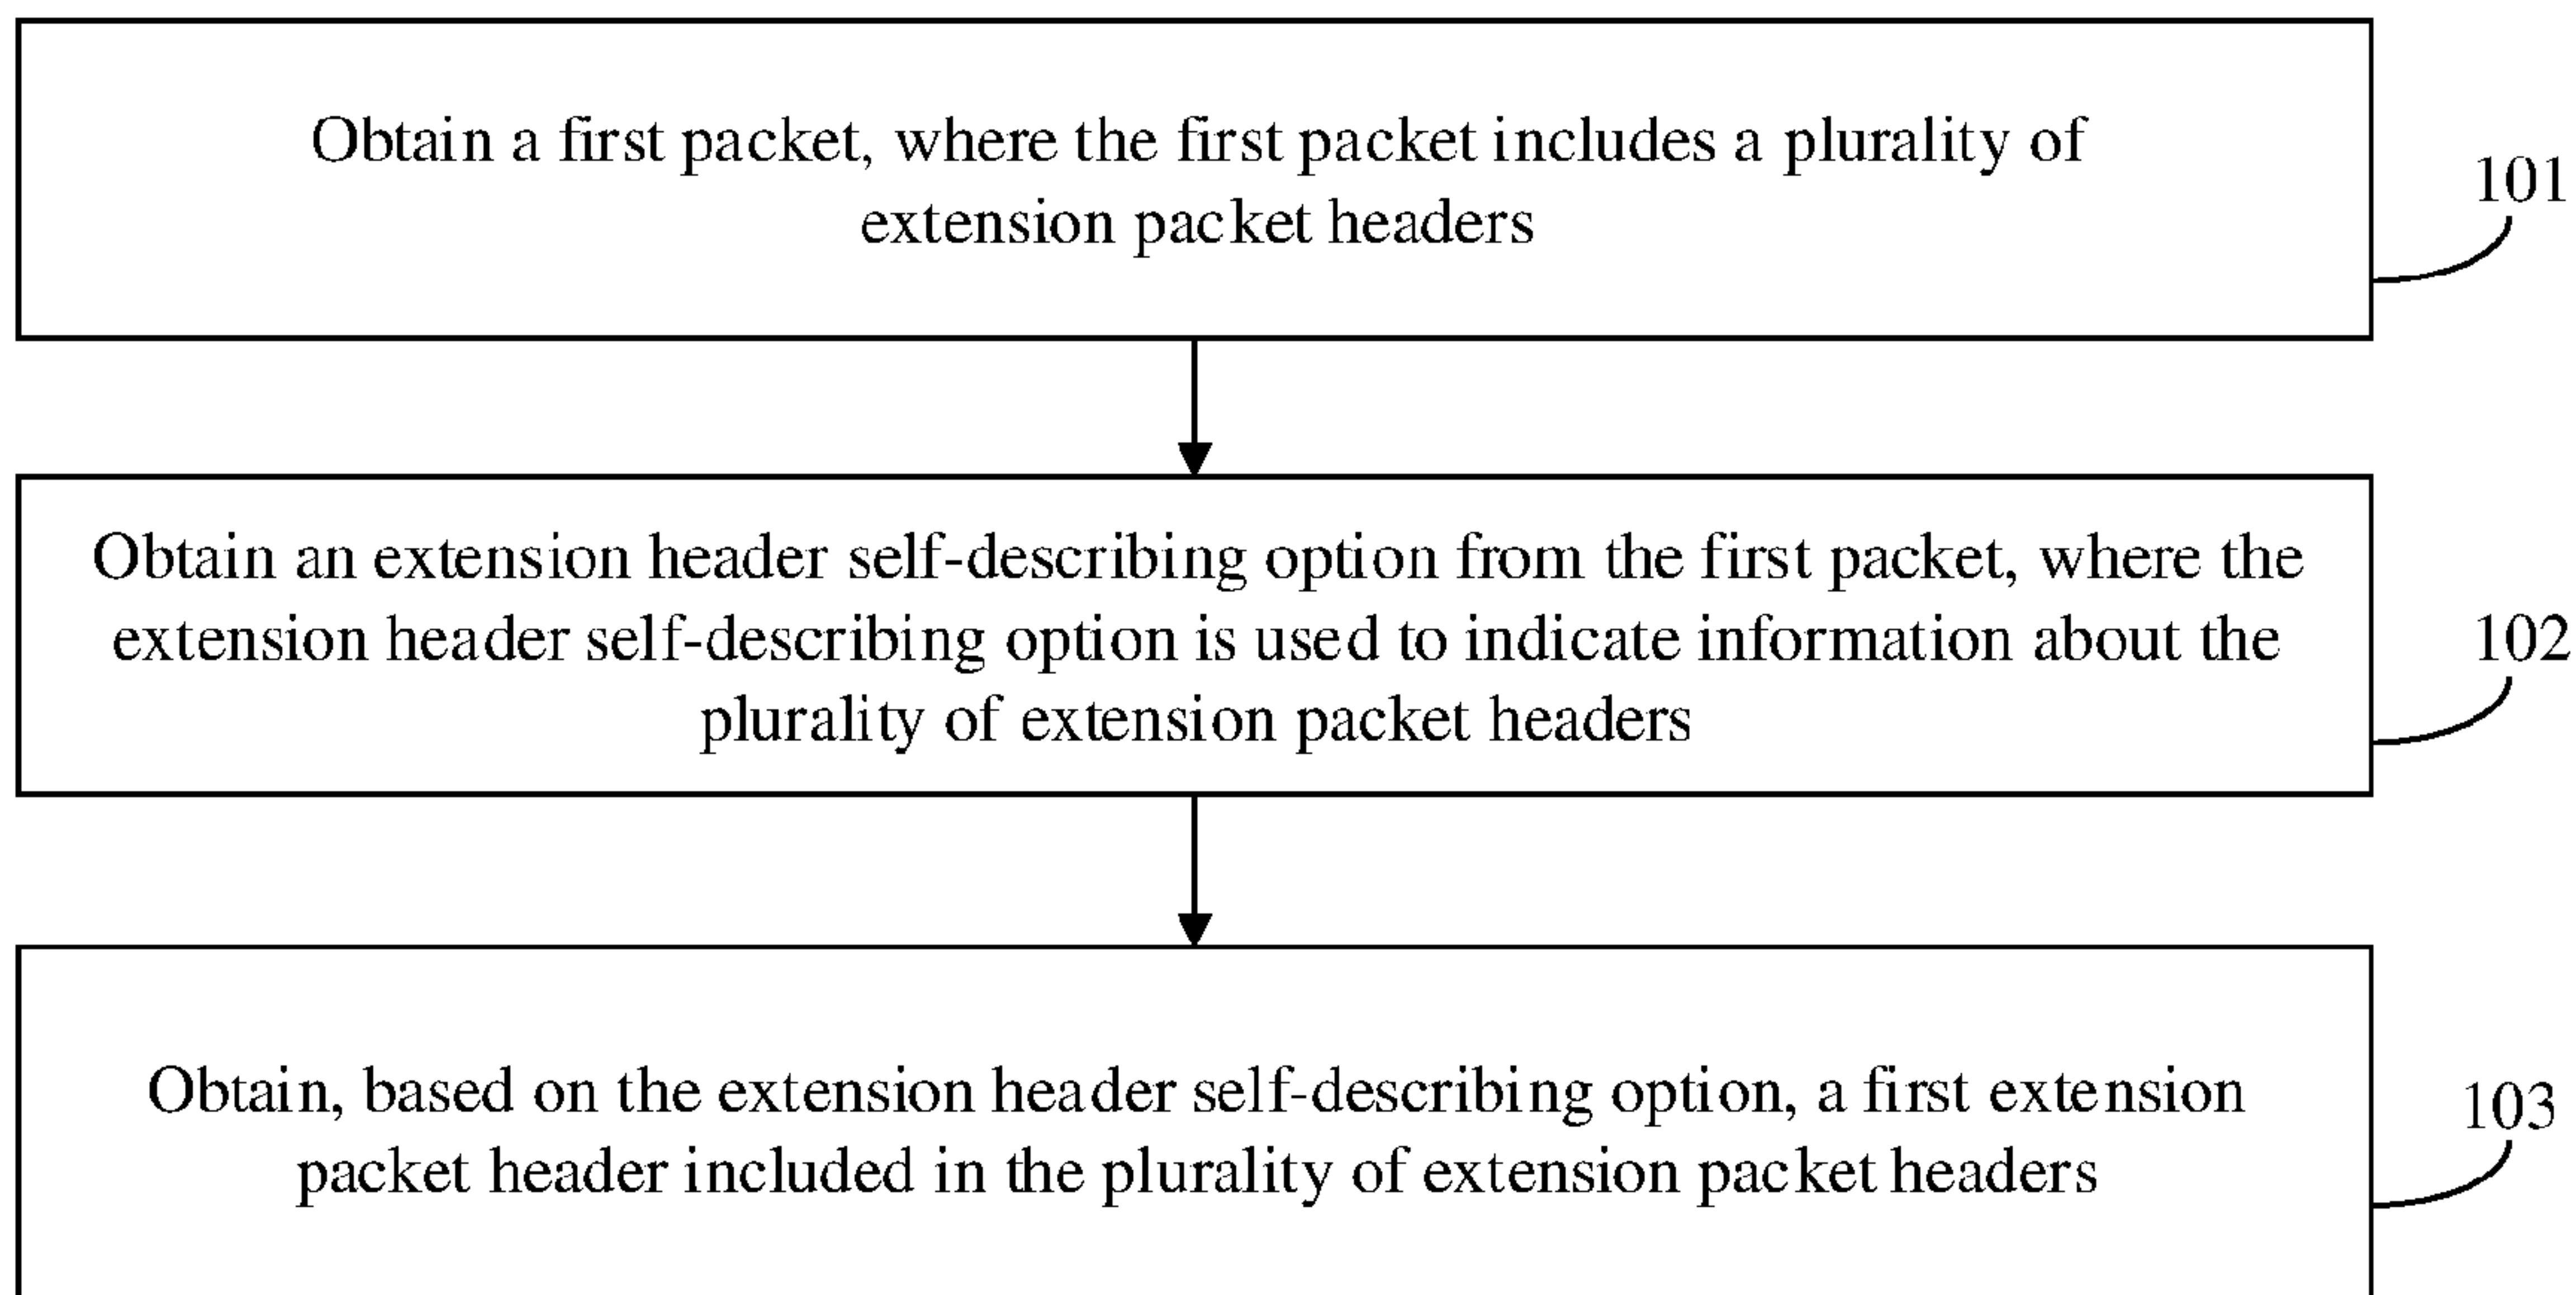 Obtain a first packet, where the first packet includes a plurality of
extension packet headers
101
Obtain an extension header self-describing option from the first packet, where the
extension header self-describing option is used to indicate information about the
plurality of extension packet headers
102
Obtain, based on the extension header self-describing option, a first extension
packet header included in the plurality of extension packet headers
103